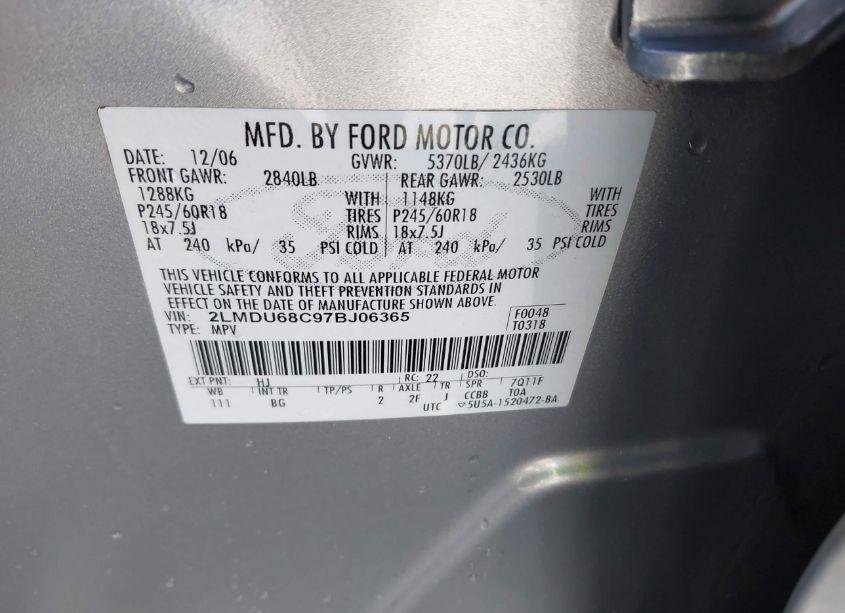 MFD. BY FORD MOTOR CO.
DATE: 12/06 GVWR: 5370LB/ 2436KG
FRONT GAWR: 2840LB REAR GAWR: 2530LB
1288KG WITH 1148KG WITH
P245/60R18 TIRES P245/60R18 TIRES
18x7.5J RIMS 18x7.5J RIMS
AT 240 kPa/ 35 PSI COLD AT 240 kPa/ 35 PSI COLD
THIS VEHICLE CONFORMS TO ALL APPLICABLE FEDERAL MOTOR
VEHICLE SAFETY AND THEFT PREVENTION STANDARDS IN
EFFECT ON THE DATE OF MANUFACTURE SHOWN ABOVE.
VIN: 2LMDU68C97BJ06365 F0048
TYPE: MPV T0318
EXT PNT: HJ RC: 22 DSO:
WB INT TR TP/PS R AXLE TR SPR 7Q11F
111 BG 2 2F J CCBB TOA
UTC 5U5A-1520472-BA